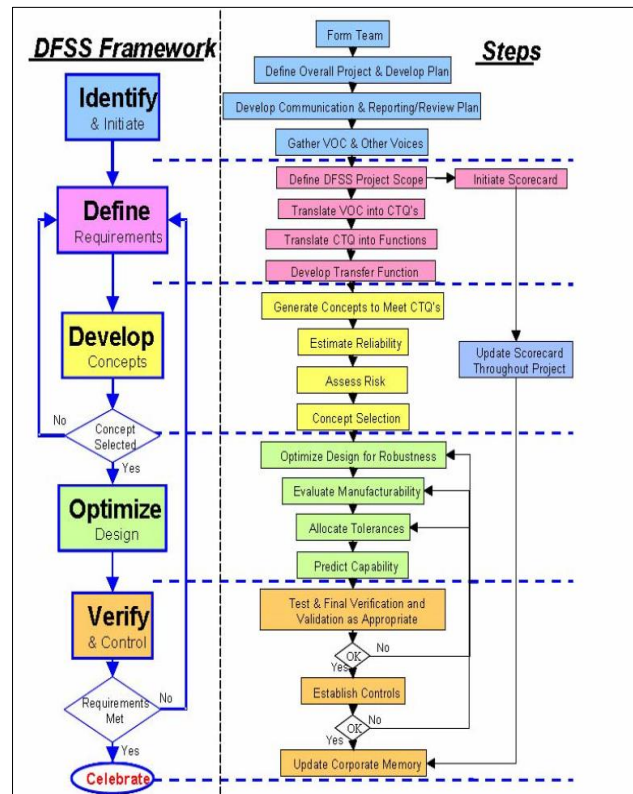 DFSS Framework
Identify
& Initiate
Define
Requirements
Develop
Concepts
No
Concept
Selected
Yes
Optimize
Design
Verify
& Control
Requirements
Met
No
Yes
Celebrate
Steps
Form Team
Define Overall Project & Develop Plan
Develop Communication & Reporting/Review Plan
Gather VOC & Other Voices
Define DFSS Project Scope
Initiate Scorecard
Translate VOC into CTQ's
Translate CTQ into Functions
Develop Transfer Function
Generate Concepts to Meet CTQ's
Estimate Reliability
Update Scorecard
Throughout Project
Assess Risk
Concept Selection
Optimize Design for Robustness
Evaluate Manufacturability
Allocate Tolerances
Predict Capability
Test & Final Verification and
Validation as Appropriate
OK
No
Yes
Establish Controls
OK
No
Yes
Update Corporate Memory